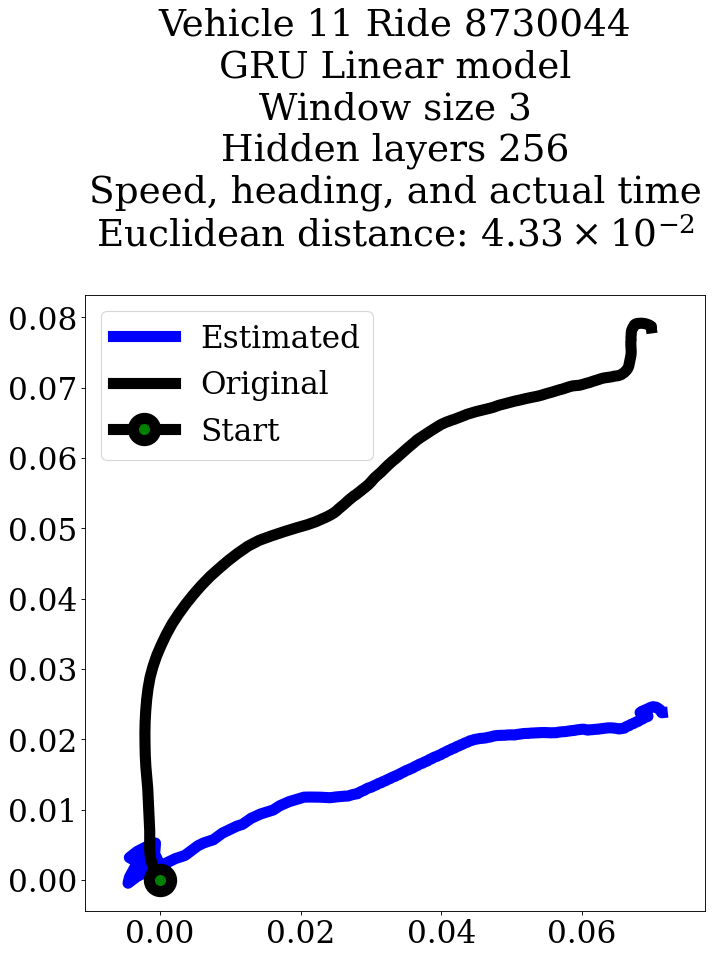 Vehicle 11 Ride 8730044
GRU Linear model
Window size 3
Hidden layers 256
Speed, heading, and actual time
Euclidean distance: 4.33 × 10⁻²
Estimated
Original
Start
0.08
0.07
0.06
0.05
0.04
0.03
0.02
0.01
0.00
0.00 0.02 0.04 0.06